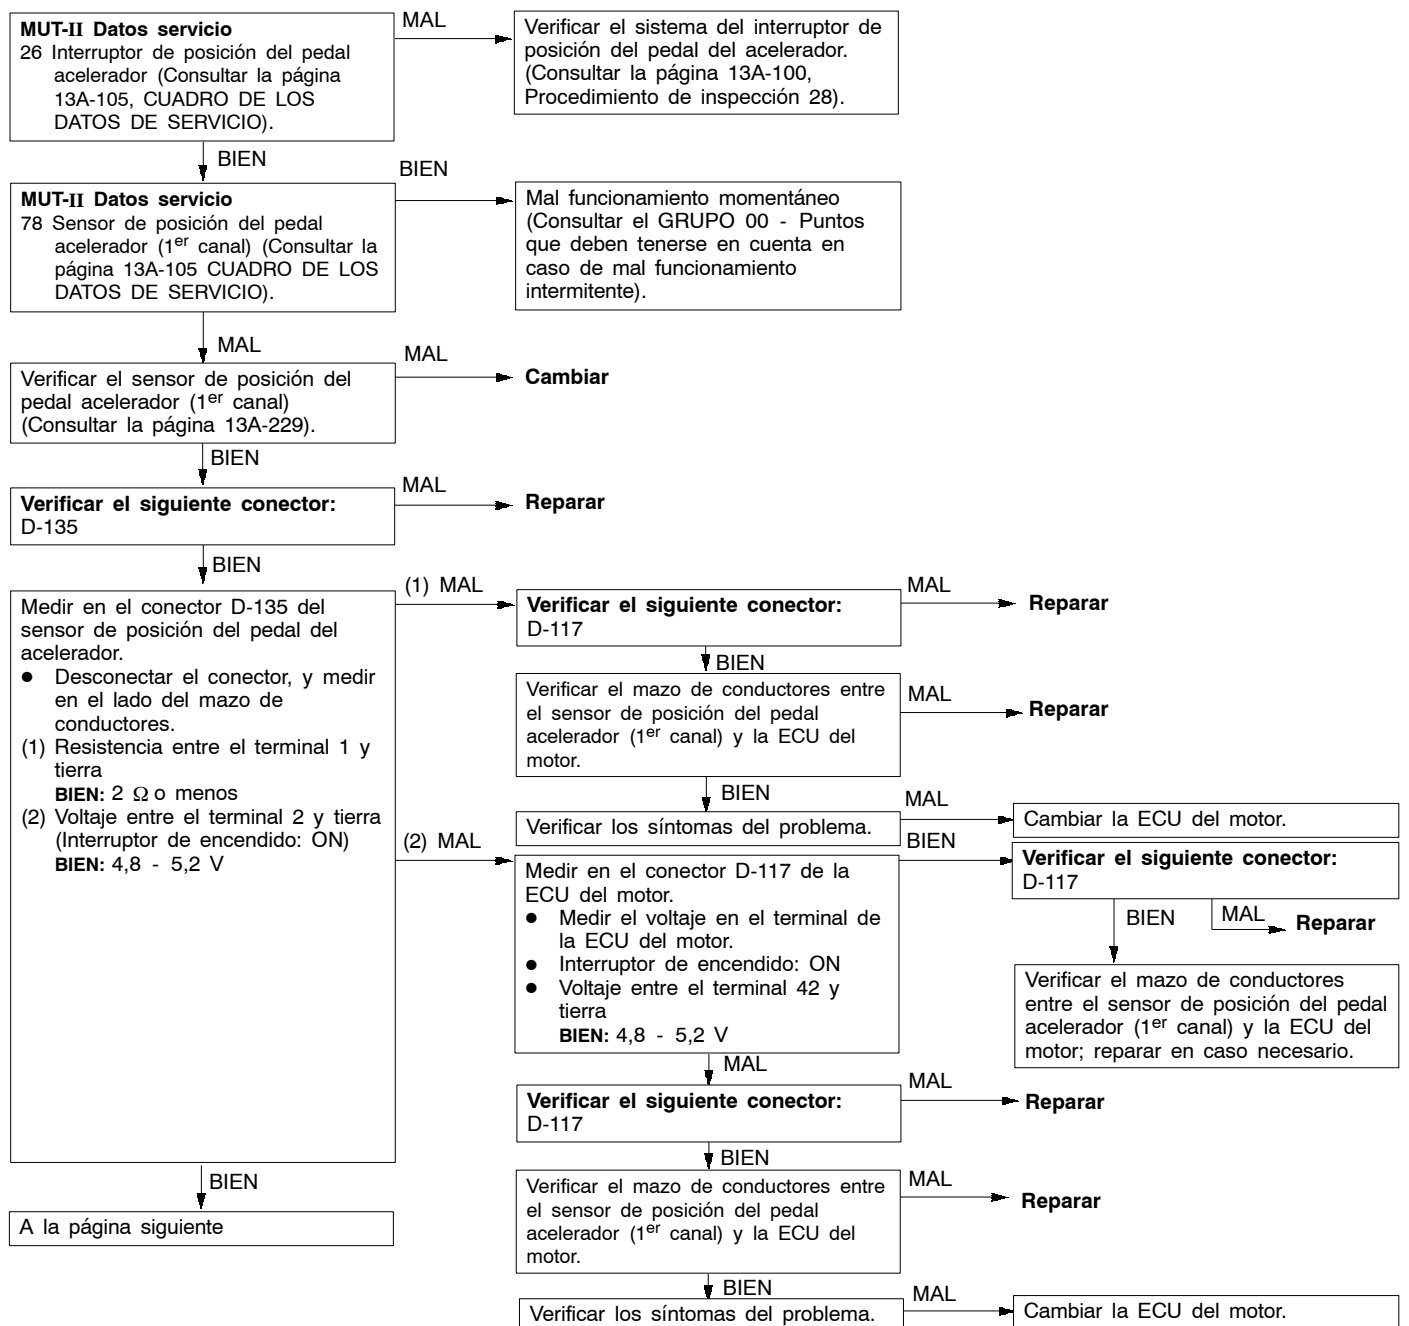 MUT-II Datos servicio
26 Interruptor de posición del pedal
acelerador (Consultar la página
13A-105, CUADRO DE LOS
DATOS DE SERVICIO).
MAL
Verificar el sistema del interruptor de
posición del pedal del acelerador.
(Consultar la página 13A-100,
Procedimiento de inspección 28).
BIEN
MUT-II Datos servicio
78 Sensor de posición del pedal
acelerador (1er canal) (Consultar la
página 13A-105 CUADRO DE LOS
DATOS DE SERVICIO).
BIEN
Mal funcionamiento momentáneo
(Consultar el GRUPO 00 - Puntos
que deben tenerse en cuenta en
caso de mal funcionamiento
intermitente).
MAL
Verificar el sensor de posición del
pedal acelerador (1er canal)
(Consultar la página 13A-229).
MAL
Cambiar
BIEN
Verificar el siguiente conector:
D-135
MAL
Reparar
BIEN
Medir en el conector D-135 del
sensor de posición del pedal del
acelerador.
● Desconectar el conector, y medir
en el lado del mazo de
conductores.
(1) Resistencia entre el terminal 1 y
tierra
BIEN: 2 Ω o menos
(2) Voltaje entre el terminal 2 y tierra
(Interruptor de encendido: ON)
BIEN: 4,8 - 5,2 V
(1) MAL
Verificar el siguiente conector:
D-117
MAL
Reparar
BIEN
Verificar el mazo de conductores entre
el sensor de posición del pedal
acelerador (1er canal) y la ECU del
motor.
MAL
Reparar
BIEN
Verificar los síntomas del problema.
MAL
Cambiar la ECU del motor.
(2) MAL
Medir en el conector D-117 de la
ECU del motor.
● Medir el voltaje en el terminal de
la ECU del motor.
● Interruptor de encendido: ON
● Voltaje entre el terminal 42 y
tierra
BIEN: 4,8 - 5,2 V
BIEN
Verificar el siguiente conector:
D-117
BIEN
MAL
Reparar
Verificar el mazo de conductores
entre el sensor de posición del pedal
acelerador (1er canal) y la ECU del
motor; reparar en caso necesario.
MAL
Verificar el siguiente conector:
D-117
MAL
Reparar
BIEN
Verificar el mazo de conductores entre
el sensor de posición del pedal
acelerador (1er canal) y la ECU del
motor.
MAL
Reparar
BIEN
Verificar los síntomas del problema.
MAL
Cambiar la ECU del motor.
BIEN
A la página siguiente